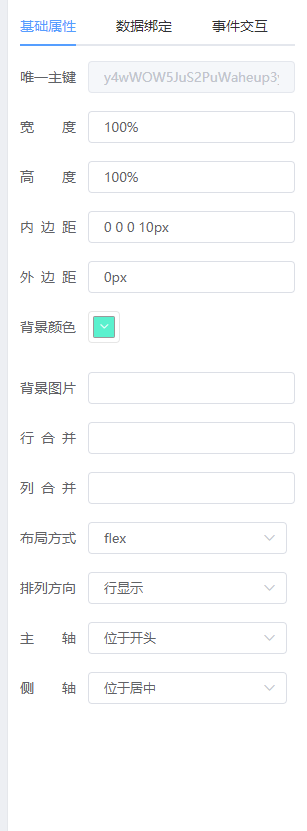 基础属性 数据绑定 事件交互
唯一主键 y4wWOW5JuS2PuWaheup3
宽 度 100%
高 度 100%
内 边 距 0 0 0 10px
外 边 距 0px
背景颜色
背景图片
行 合 并
列 合 并
布局方式 flex
排列方向 行显示
主 轴 位于开头
侧 轴 位于居中